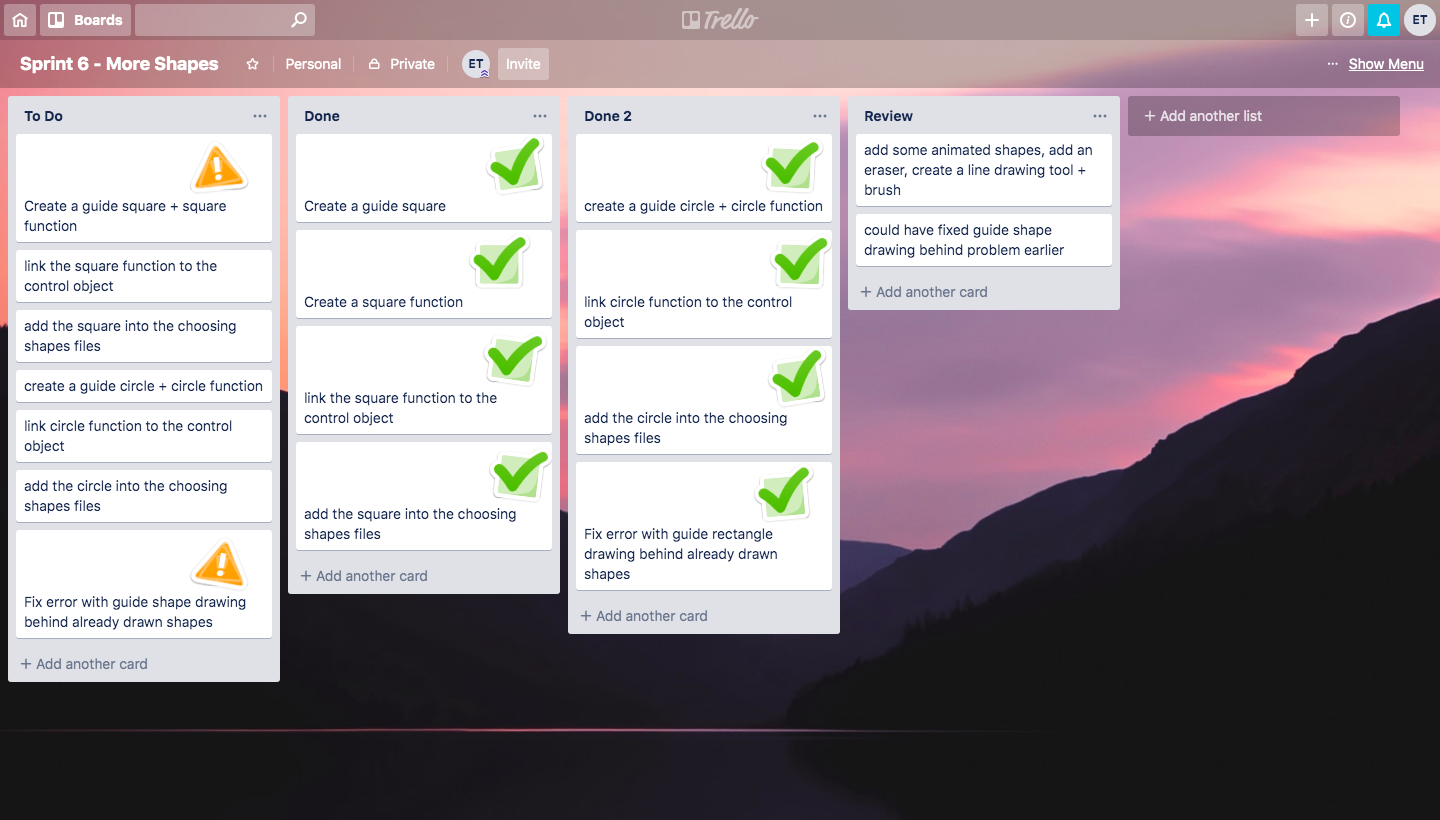 Boards
Trello
ET
Sprint 6 - More Shapes
Personal
Private
ET
Invite
... Show Menu
To Do
Create a guide square + square
function
link the square function to the
control object
add the square into the choosing
shapes files
create a guide circle + circle function
link circle function to the control
object
add the circle into the choosing
shapes files
Fix error with guide shape drawing
behind already drawn shapes
+ Add another card
Done
Create a guide square
Create a square function
link the square function to the
control object
add the square into the choosing
shapes files
+ Add another card
Done 2
create a guide circle + circle function
link circle function to the control
object
add the circle into the choosing
shapes files
Fix error with guide rectangle
drawing behind already drawn
shapes
+ Add another card
Review
add some animated shapes, add an
eraser, create a line drawing tool +
brush
could have fixed guide shape
drawing behind problem earlier
+ Add another card
+ Add another list